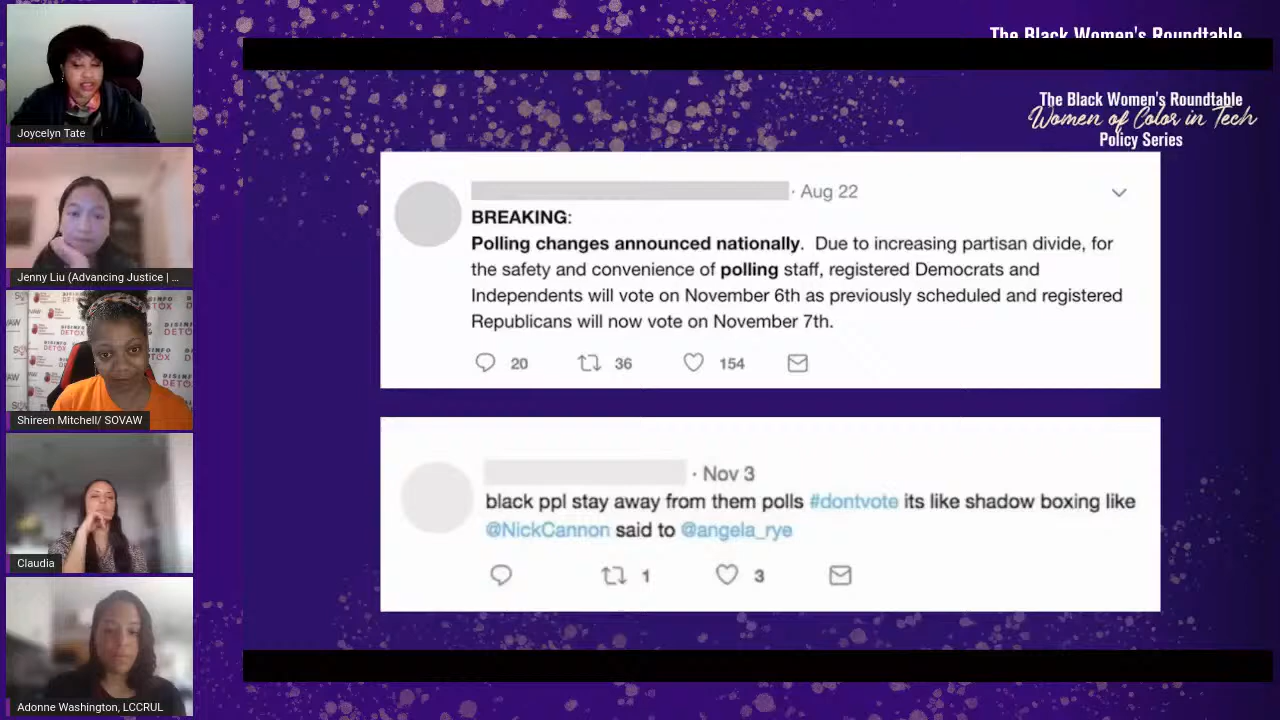 Joycelyn Tate
Jenny Liu (Advancing Justice | ...
DISINFO
DETOX
Shireen Mitchell/ SOVAW
Claudia
Adonne Washington, LCCRUL
The Black Women's Roundtable
The Black Women's Roundtable
Women of Color in Tech
Policy Series
· Aug 22
BREAKING:
Polling changes announced nationally. Due to increasing partisan divide, for
the safety and convenience of polling staff, registered Democrats and
Independents will vote on November 6th as previously scheduled and registered
Republicans will now vote on November 7th.
20 36 154
· Nov 3
black ppl stay away from them polls #dontvote its like shadow boxing like
@NickCannon said to @angela_rye
1 3